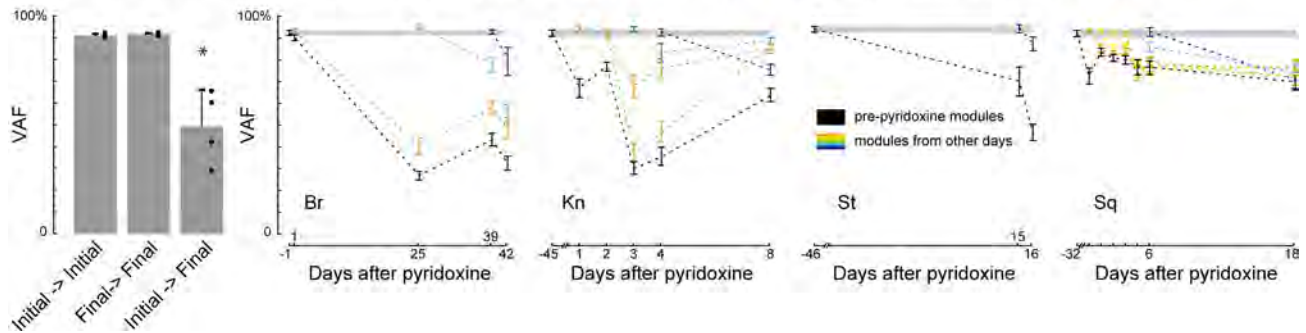 100%
VAF
0
*
Initial -> Initial
Final-> Final
Initial -> Final
100%
VAF
0
Br
-1
1
25
39
42
Days after pyridoxine
Kn
-45
1
2
3
4
8
Days after pyridoxine
St
pre-pyridoxine modules
modules from other days
-46
15
16
Days after pyridoxine
Sq
-32
6
18
Days after pyridoxine